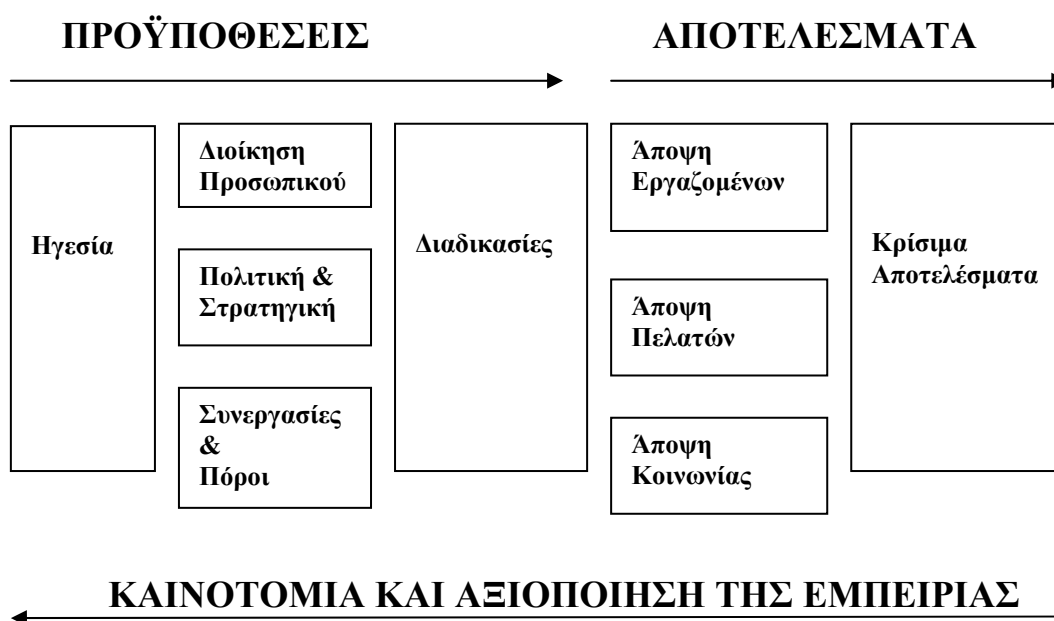 ΠΡΟΫΠΟΘΕΣΕΙΣ
ΑΠΟΤΕΛΕΣΜΑΤΑ
Ηγεσία
Διοίκηση
Προσωπικού
Πολιτική &
Στρατηγική
Συνεργασίες
&
Πόροι
Διαδικασίες
Άποψη
Εργαζομένων
Άποψη
Πελατών
Άποψη
Κοινωνίας
Κρίσιμα
Αποτελέσματα
ΚΑΙΝΟΤΟΜΙΑ ΚΑΙ ΑΞΙΟΠΟΙΗΣΗ ΤΗΣ ΕΜΠΕΙΡΙΑΣ